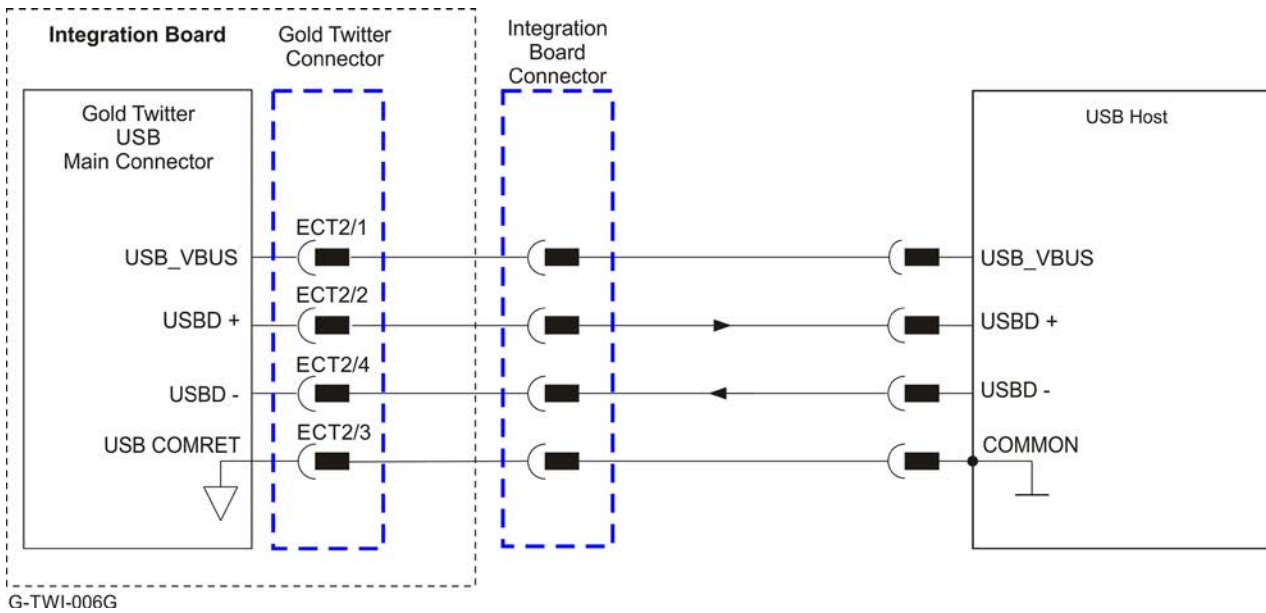 Integration Board
Gold Twitter
Connector
Integration
Board
Connector
Gold Twitter
USB
Main Connector
USB Host
ECT2/1
USB_VBUS
USB_VBUS
ECT2/2
USBD +
USBD +
ECT2/4
USBD -
USBD -
ECT2/3
USB COMRET
COMMON
G-TWI-006G